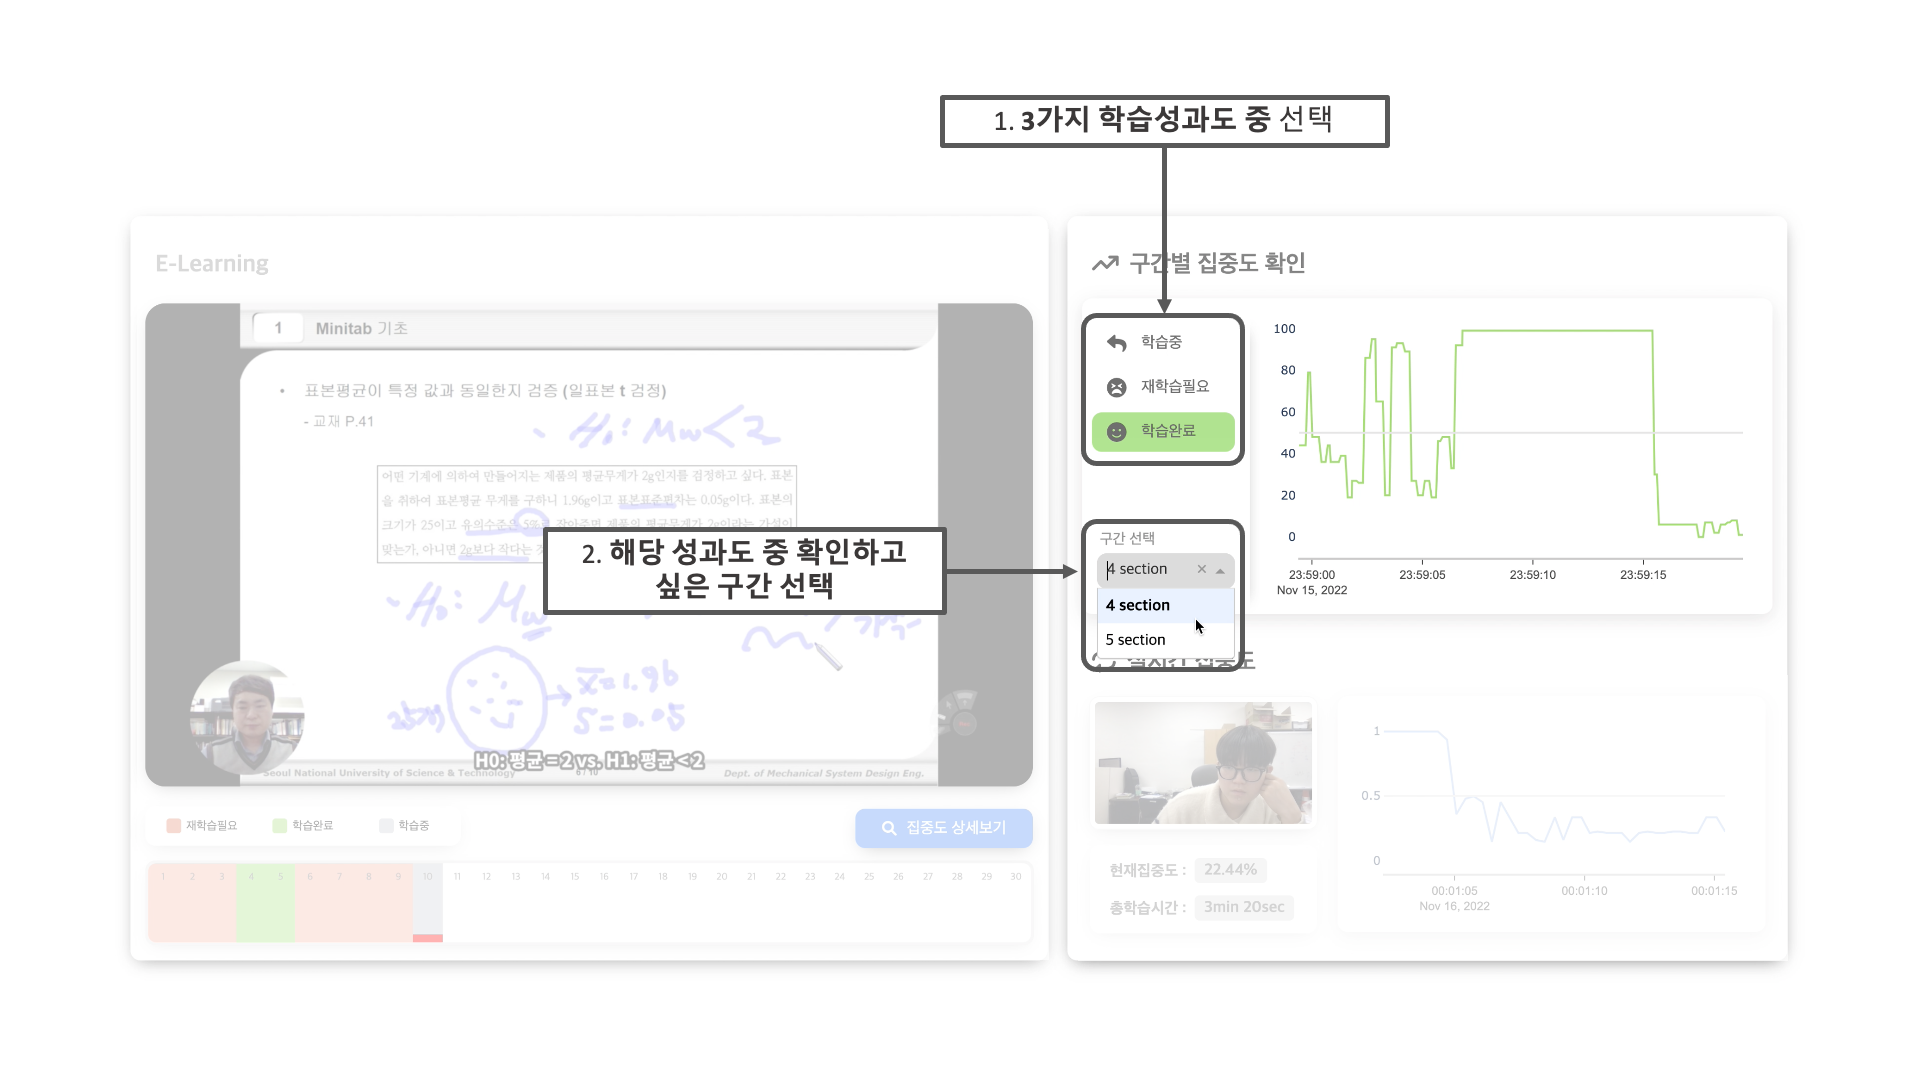 1. 3가지 학습성과도 중 선택
E-Learning
1
Minitab 기초
• 표본평균이 특정 값과 동일한지 검증 (일표본 t 검정)
- 교재 P.41
H₁: Mw<2
어떤 기계에 의하여 만들어지는 제품의 평균무게가 2g인지를 검정하고 싶다. 표본
을 취하여 표본평균 무게를 구하니 1.96g이고 표본표준편차는 0.05g이다. 표본의
크기가 25이고 유의수준은 5%로 잡아주면 제품의 평균무게가 2g이라는 가설이
맞는가, 아니면 2g보다 작다는
2. 해당 성과도 중 확인하고
싶은 구간 선택
H₀: Mw
x̄=1.96
S=0.05
H0: 평균 = 2 vs. H1: 평균 < 2
Seoul National University of Science & Technology
6 / 10
Dept. of Mechanical System Design Eng.
재학습필요
학습완료
학습중
집중도 상세보기
1 2 3 4 5 6 7 8 9 10 11 12 13 14 15 16 17 18 19 20 21 22 23 24 25 26 27 28 29 30
구간별 집중도 확인
학습중
재학습필요
학습완료
100
80
60
40
20
0
23:59:00 23:59:05 23:59:10 23:59:15
Nov 15, 2022
구간 선택
4 section
4 section
5 section
실시간 집중도
현재집중도 : 22.44%
총학습시간 : 3min 20sec
1
0.5
0
00:01:05 00:01:10 00:01:15
Nov 16, 2022